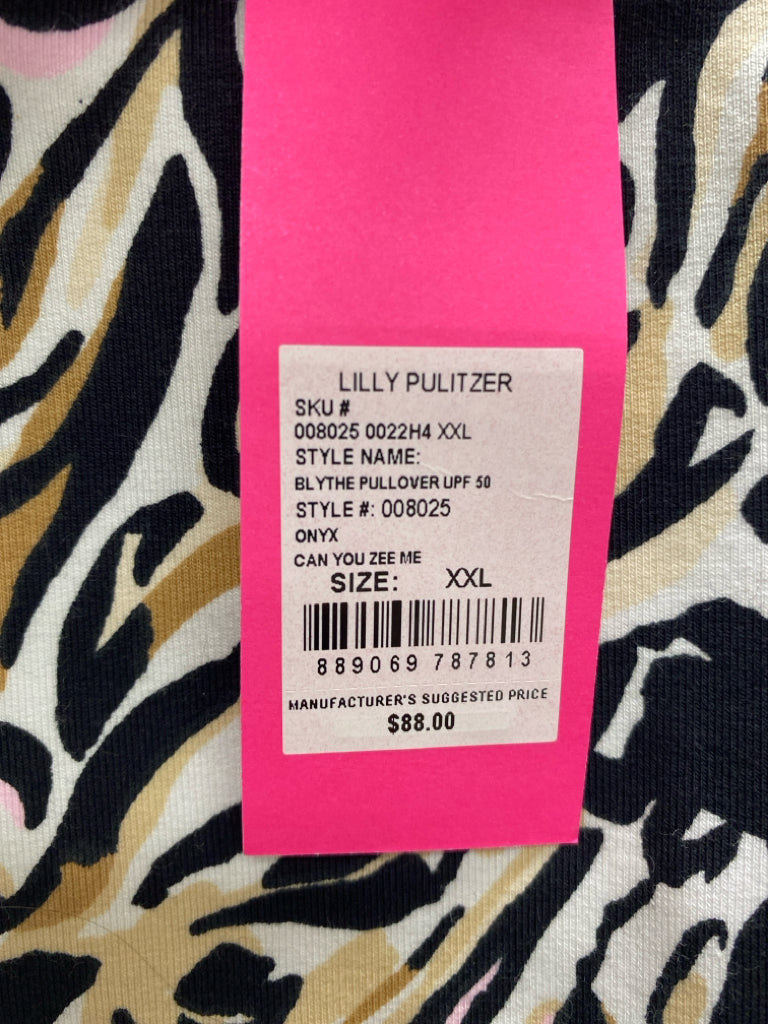 LILLY PULITZER
SKU #
008025 0022H4 XXL
STYLE NAME:
BLYTHE PULLOVER UPF 50
STYLE #: 008025
ONYX
CAN YOU ZEE ME
SIZE: XXL
889069 787813
MANUFACTURER'S SUGGESTED PRICE
$88.00